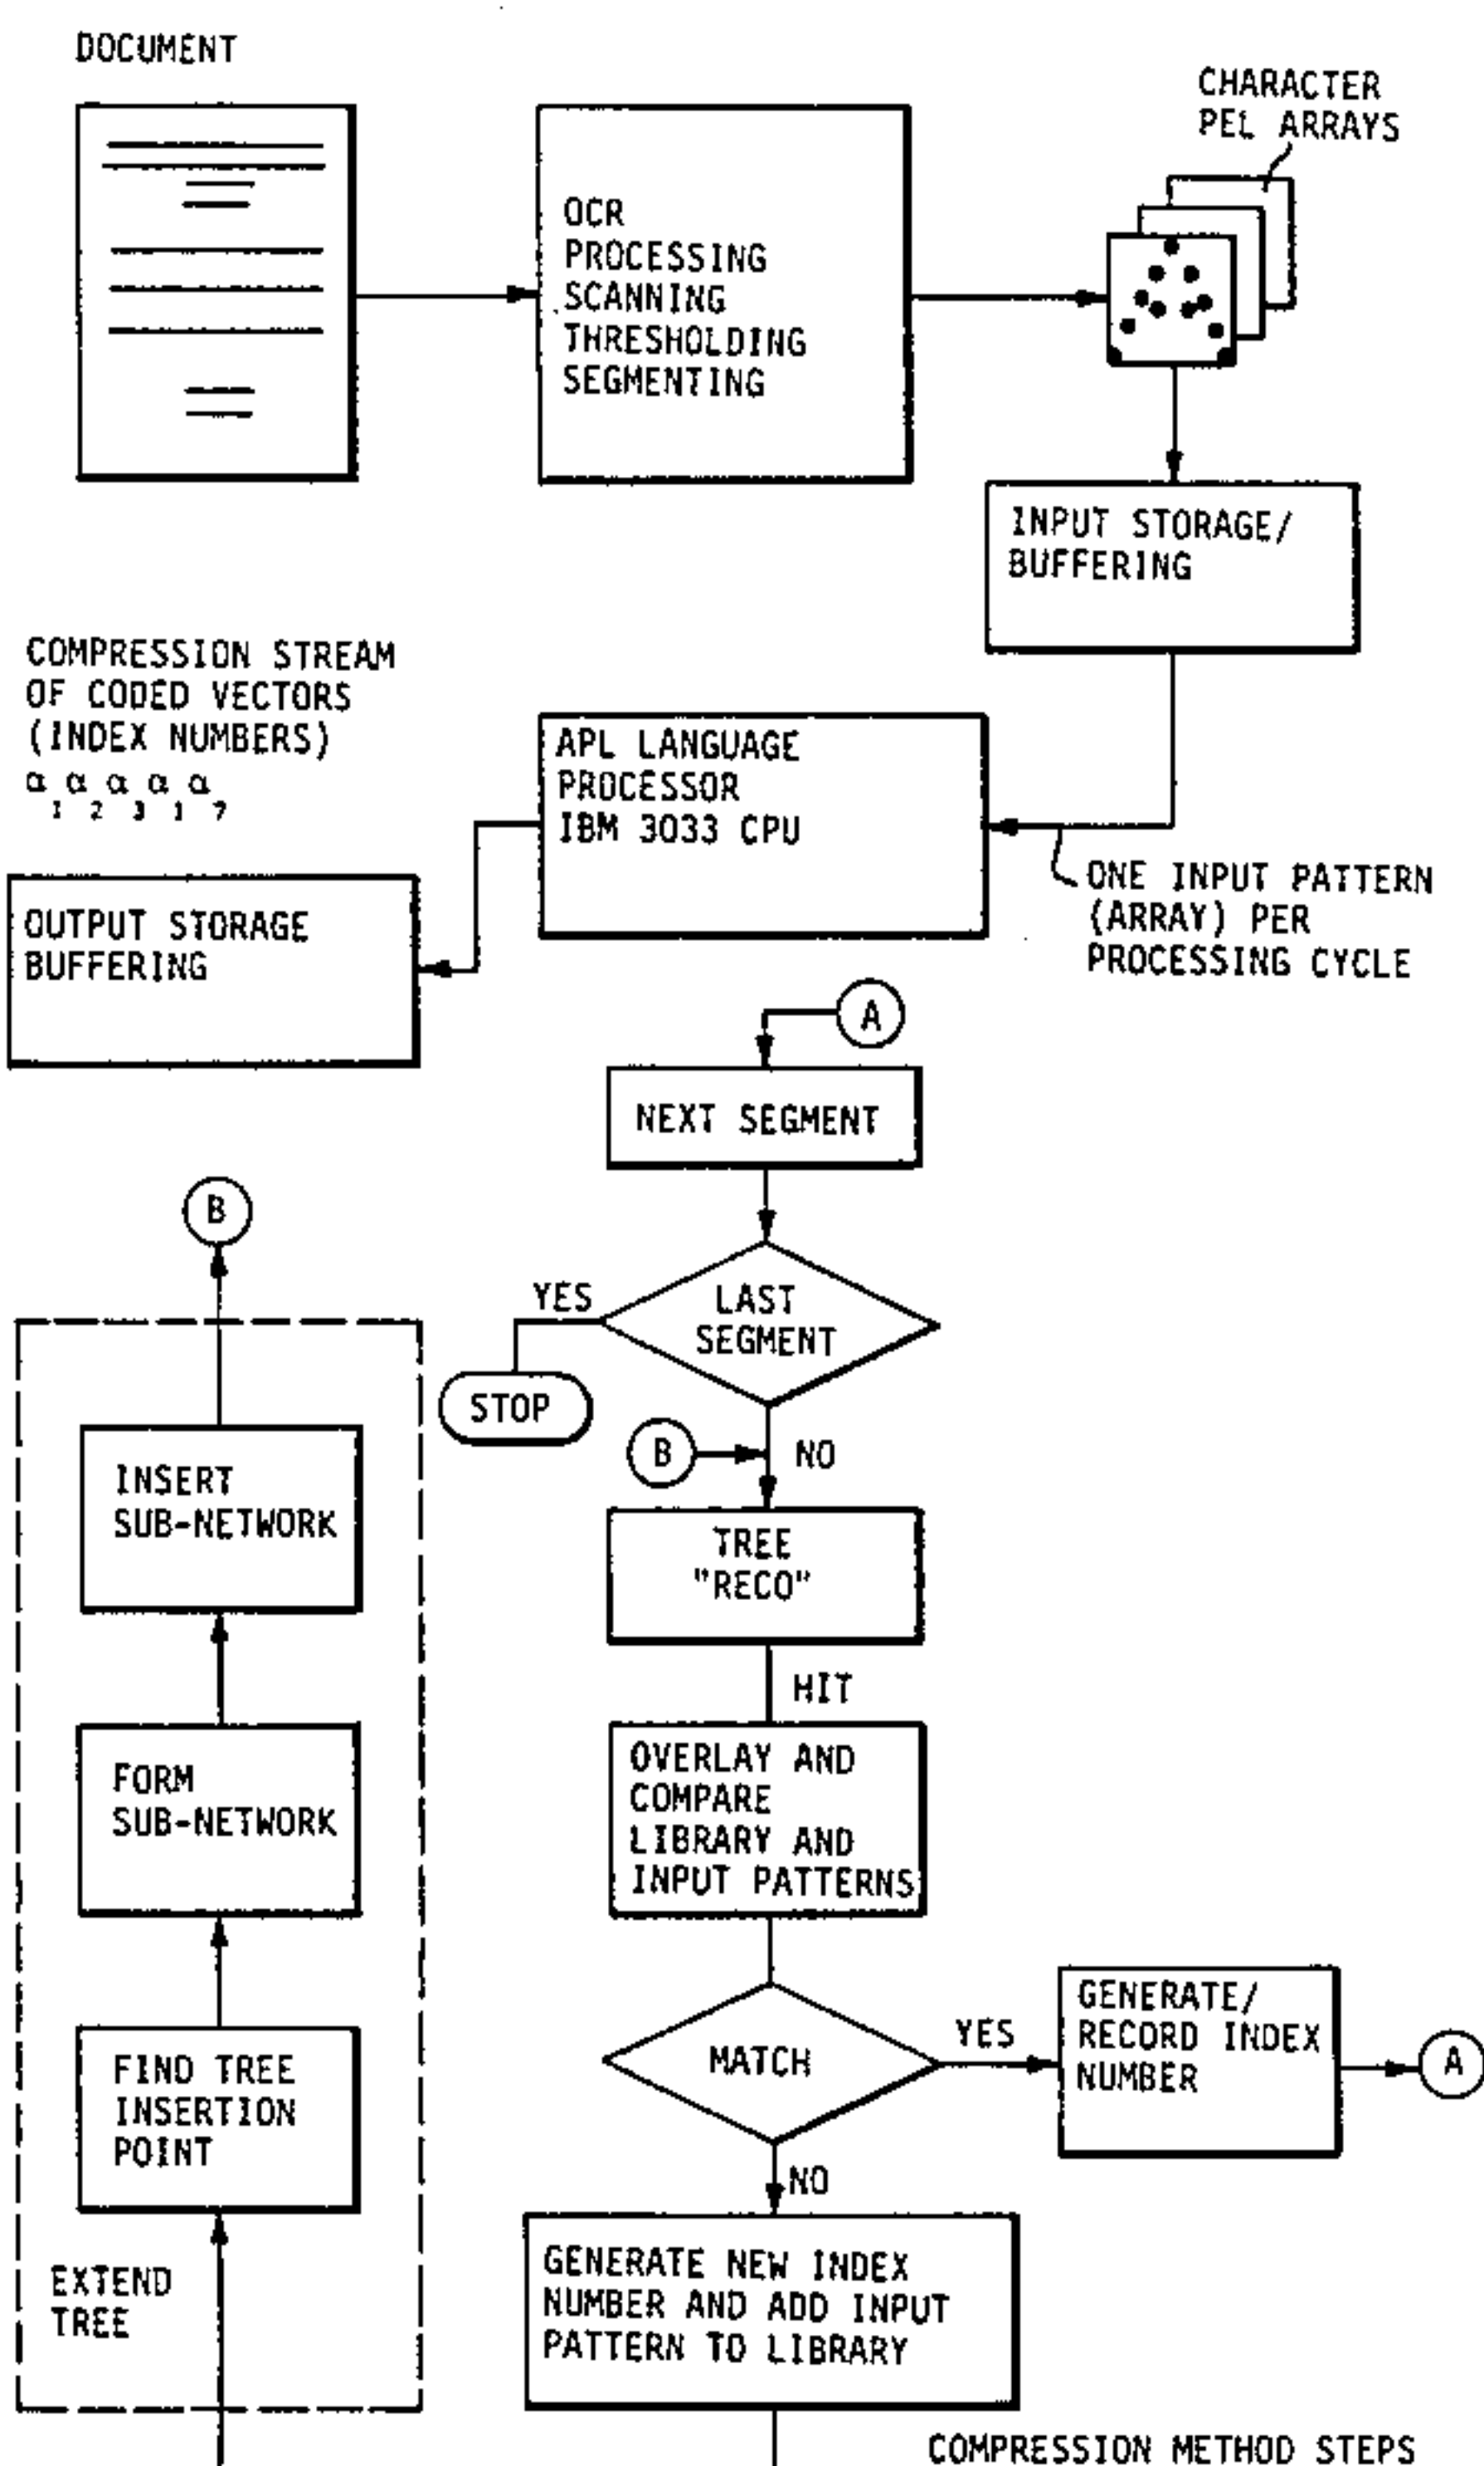 DOCUMENT
CHARACTER
PEL ARRAYS
OCR
PROCESSING
SCANNING
THRESHOLDING
SEGMENTING
INPUT STORAGE/
BUFFERING
COMPRESSION STREAM
OF CODED VECTORS
(INDEX NUMBERS)
α α α α α
1 2 3 1 7
APL LANGUAGE
PROCESSOR
IBM 3033 CPU
ONE INPUT PATTERN
(ARRAY) PER
PROCESSING CYCLE
OUTPUT STORAGE
BUFFERING
A
NEXT SEGMENT
B
YES
LAST
SEGMENT
STOP
B
NO
INSERT
SUB-NETWORK
TREE
"RECO"
HIT
FORM
SUB-NETWORK
OVERLAY AND
COMPARE
LIBRARY AND
INPUT PATTERNS
FIND TREE
INSERTION
POINT
MATCH
YES
GENERATE/
RECORD INDEX
NUMBER
A
NO
EXTEND
TREE
GENERATE NEW INDEX
NUMBER AND ADD INPUT
PATTERN TO LIBRARY
COMPRESSION METHOD STEPS